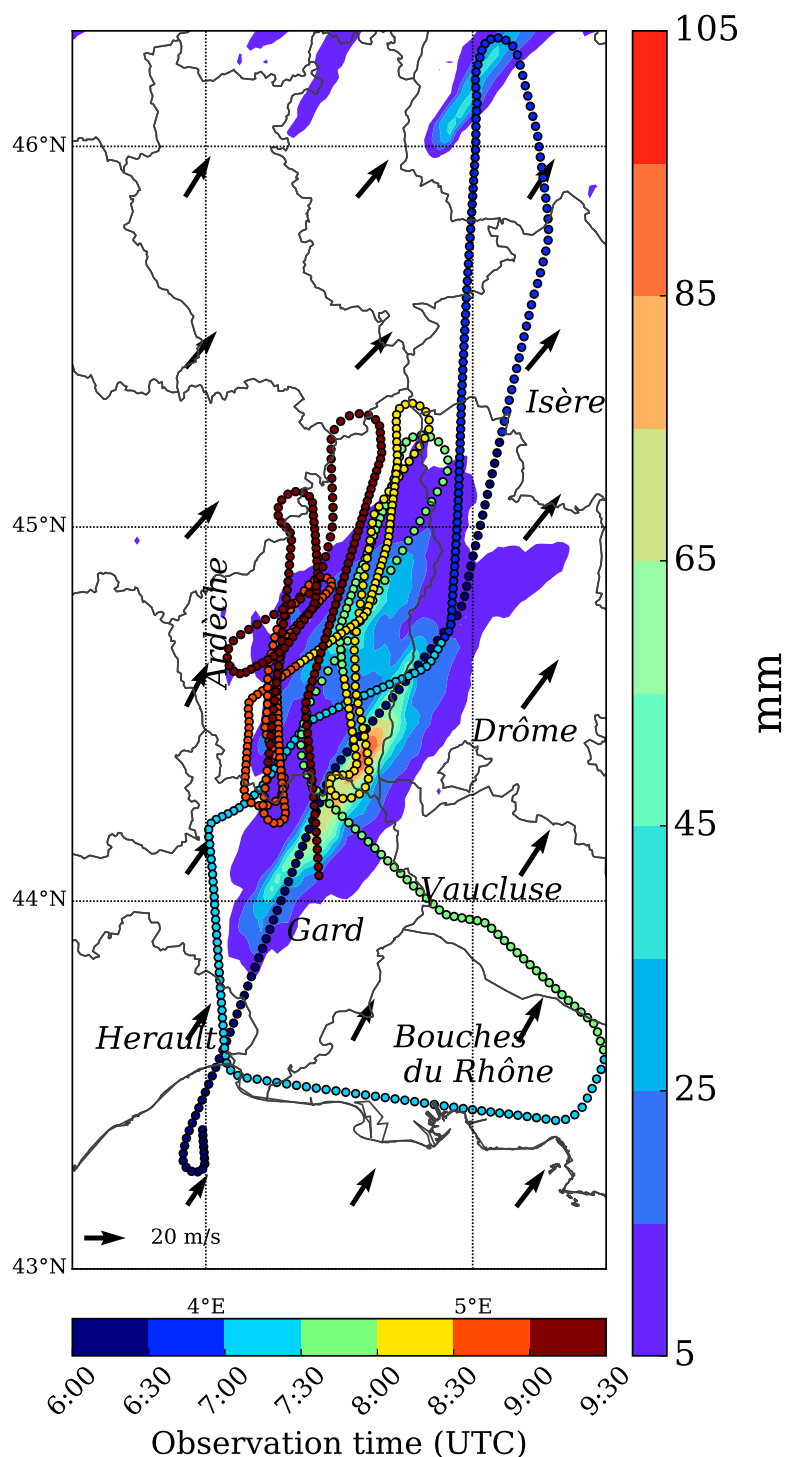 105
46°N
85
Isère
45°N
65
Ardèche
mm
Drôme
45
Vaucluse
44°N
Gard
Herault
Bouches
du Rhône
25
20 m/s
43°N
4°E
5°E
5
6:00
6:30
7:00
7:30
8:00
8:30
9:00
9:30
Observation time (UTC)